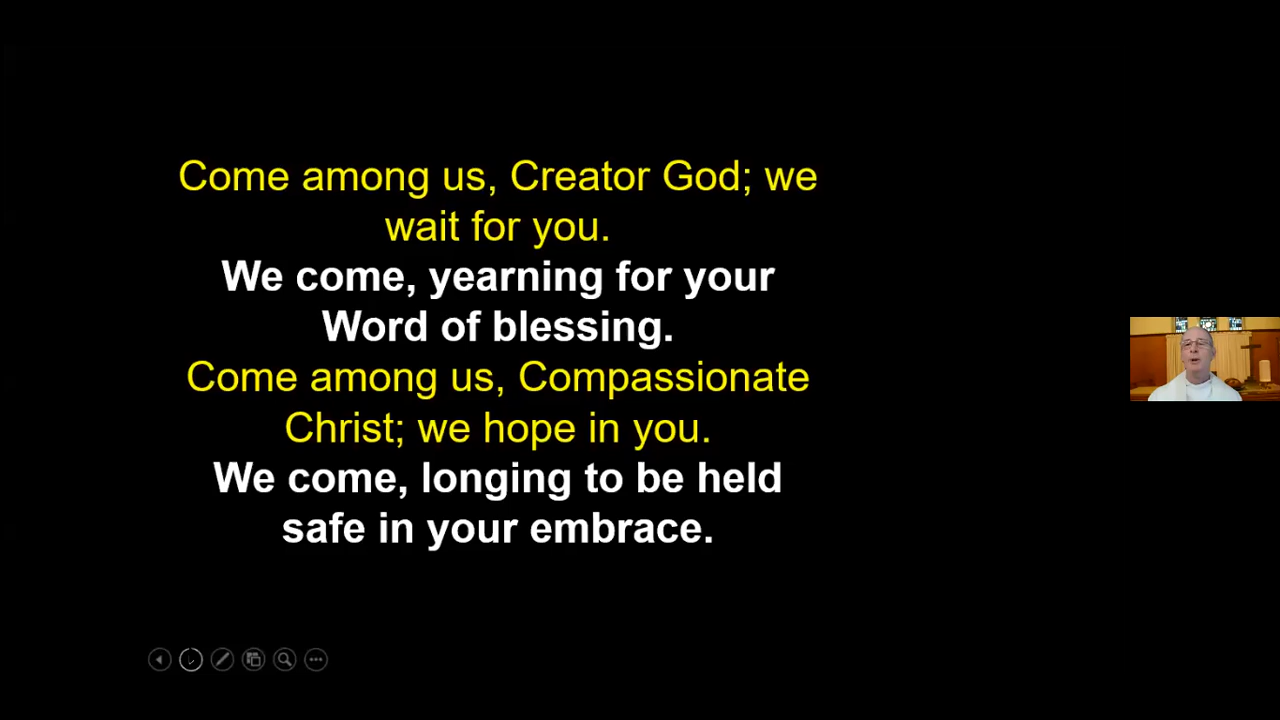 Come among us, Creator God; we
wait for you.
We come, yearning for your
Word of blessing.
Come among us, Compassionate
Christ; we hope in you.
We come, longing to be held
safe in your embrace.